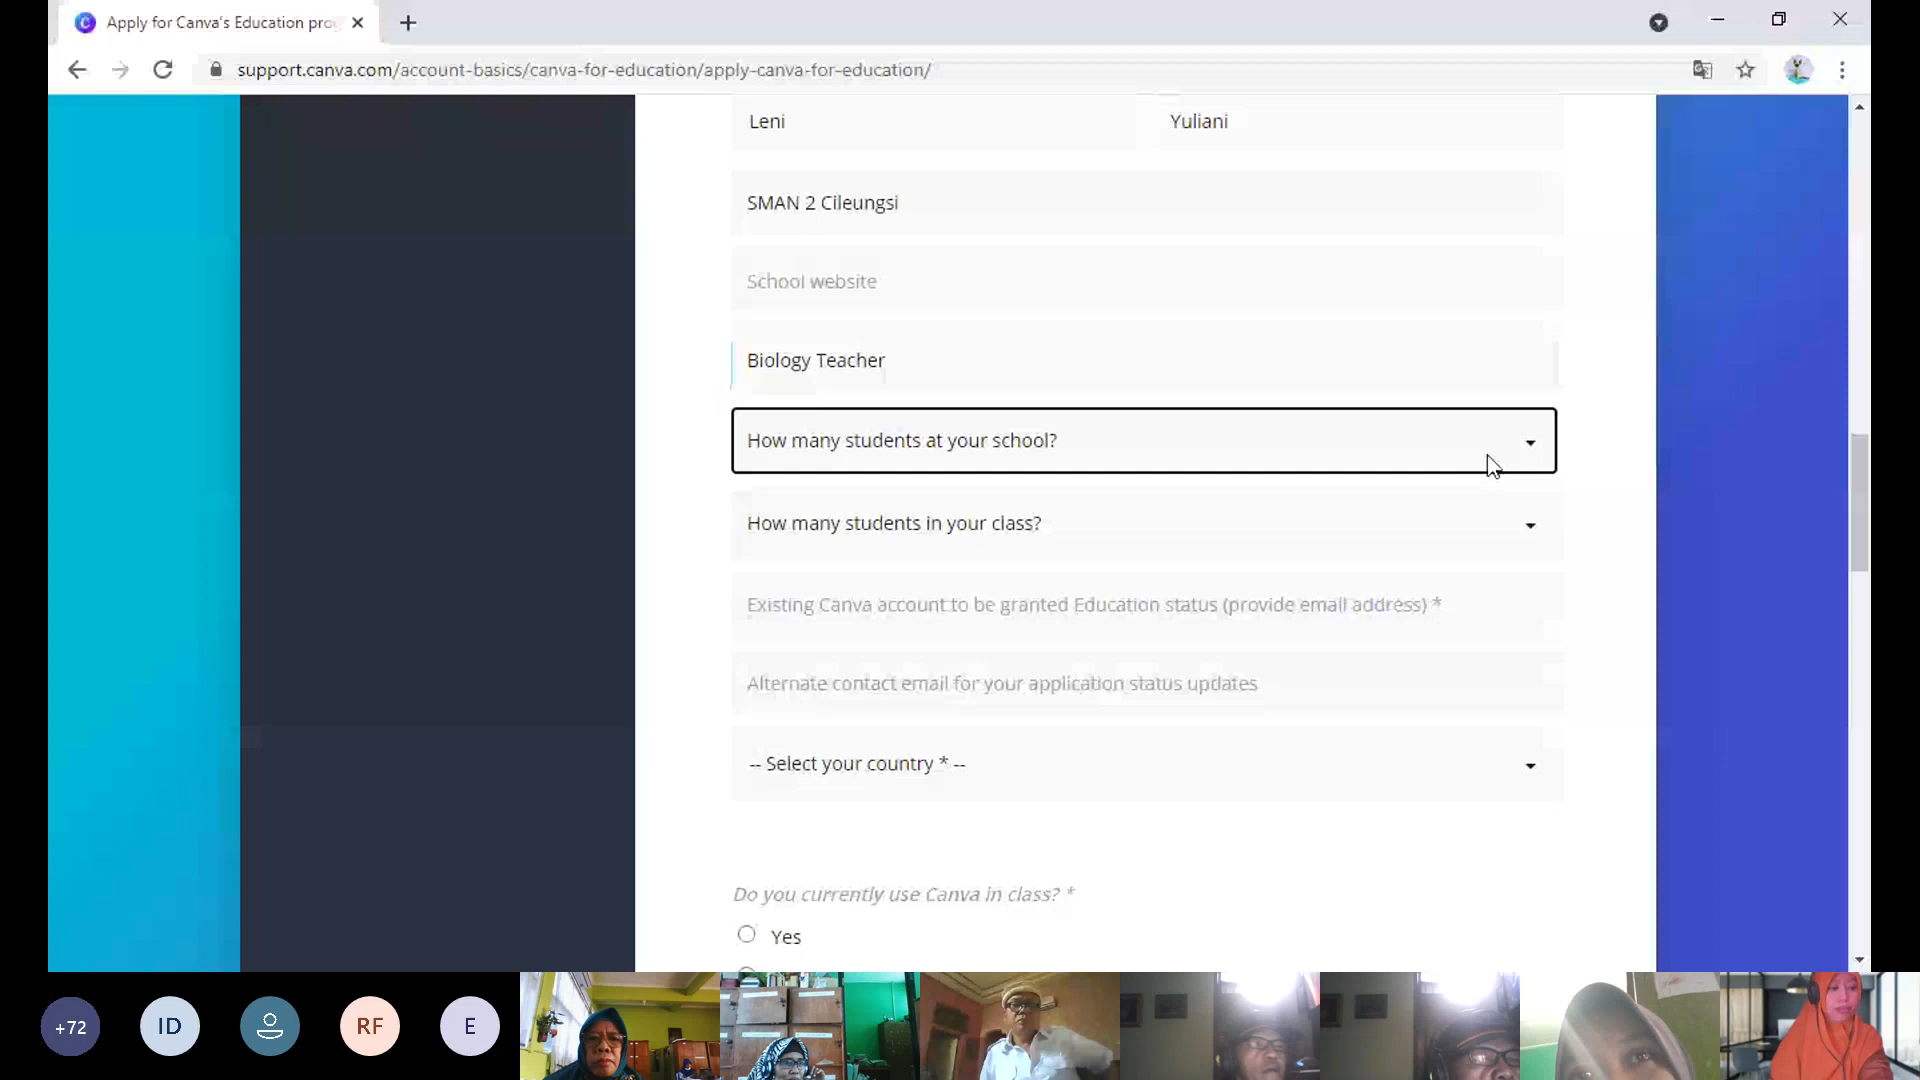 Apply for Canva's Education pro
support.canva.com/account-basics/canva-for-education/apply-canva-for-education/
Leni
Yuliani
SMAN 2 Cileungsi
School website
Biology Teacher
How many students at your school?
How many students in your class?
Existing Canva account to be granted Education status (provide email address) *
Alternate contact email for your application status updates
-- Select your country * --
Do you currently use Canva in class? *
Yes
+72
ID
RF
E